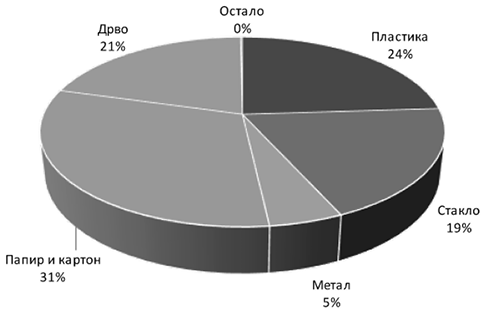 Остало
0%
Дрво
21%
Пластика
24%
Стакло
19%
Метал
5%
Папир и картон
31%